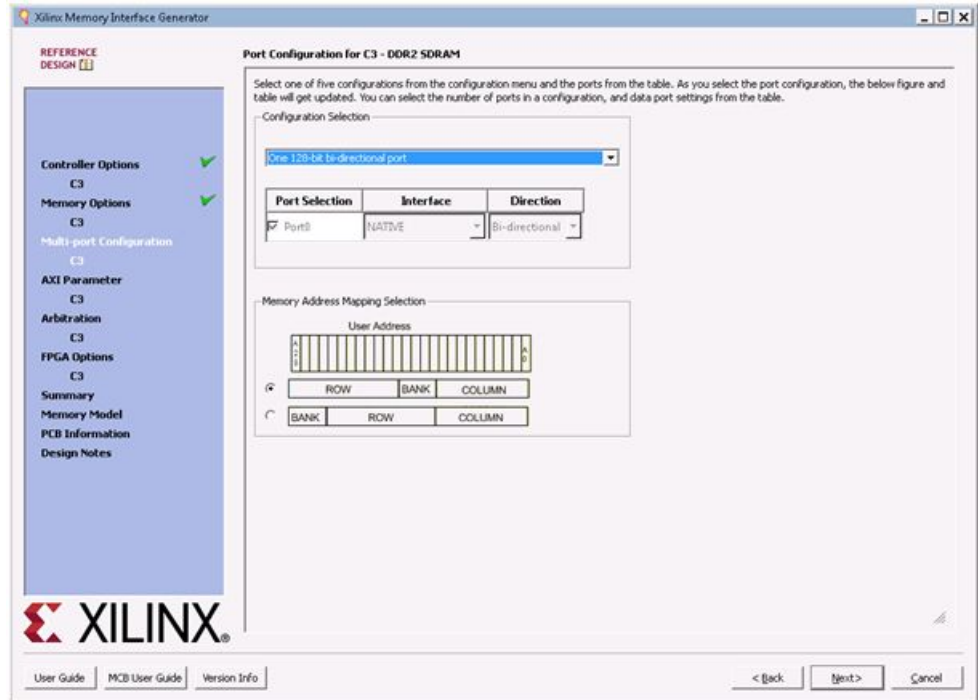 Xilinx Memory Interface Generator
REFERENCE
DESIGN
Controller Options
C3
Memory Options
C3
Multi-port Configuration
C3
AXI Parameter
C3
Arbitration
C3
FPGA Options
C3
Summary
Memory Model
PCB Information
Design Notes
XILINX®
Port Configuration for C3 - DDR2 SDRAM
Select one of five configurations from the configuration menu and the ports from the table. As you select the port configuration, the below figure and
table will get updated. You can select the number of ports in a configuration, and data port settings from the table.
Configuration Selection
One 128-bit bi-directional port
Port Selection Interface Direction
Port0 NATIVE Bi-directional
Memory Address Mapping Selection
User Address
A0
ROW BANK COLUMN
BANK ROW COLUMN
User Guide MCB User Guide Version Info < Back Next> Cancel